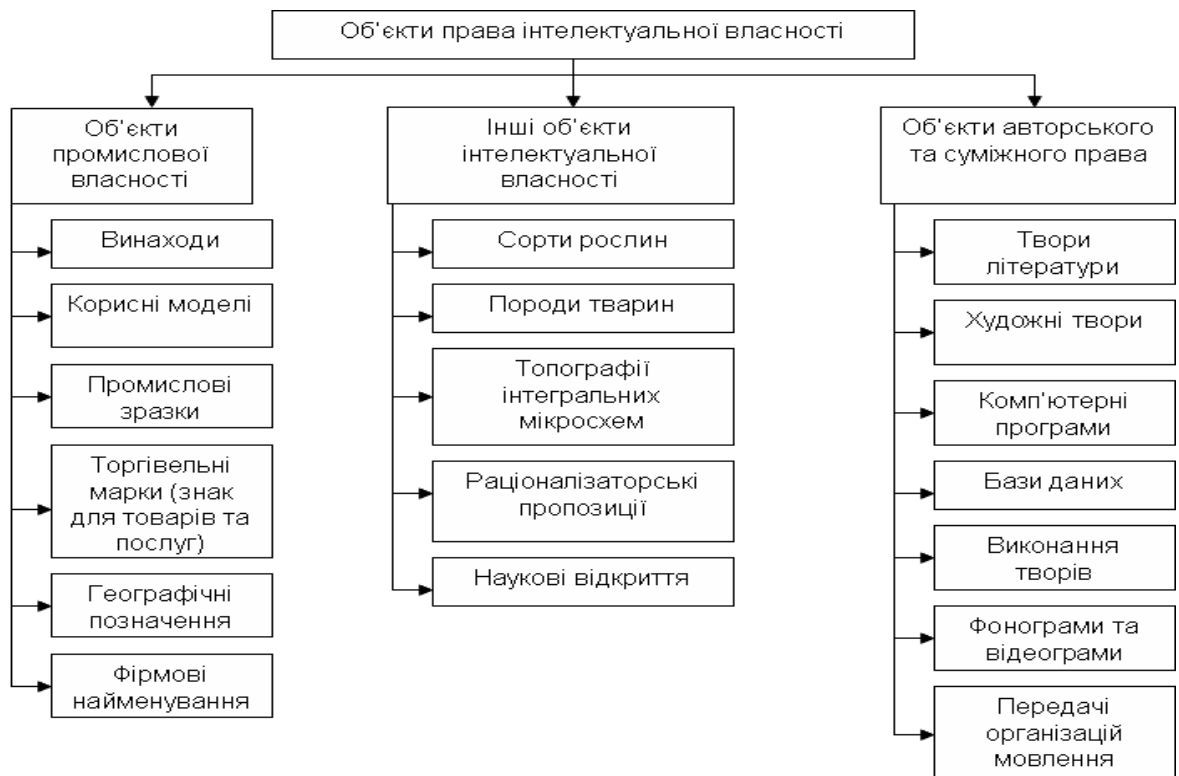 Об'єкти права інтелектуальної власності
Об'єкти
промислової
власності
Винаходи
Корисні моделі
Промислові
зразки
Торгівельні
марки (знак
для товарів та
послуг)
Географічні
позначення
Фірмові
найменування
Інші об'єкти
інтелектуальної
власності
Сорти рослин
Породи тварин
Топографії
інтегральних
мікросхем
Раціоналізаторські
пропозиції
Наукові відкриття
Об'єкти авторського
та суміжного права
Твори
літератури
Художні твори
Комп'ютерні
програми
Бази даних
Виконання
творів
Фонограми та
відеограми
Передачі
організацій
мовлення